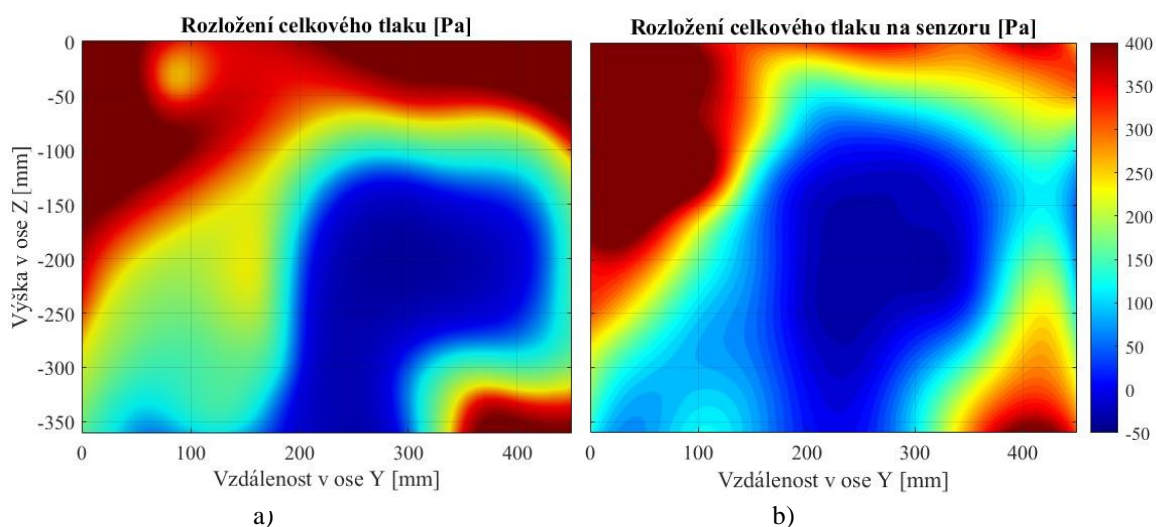 Rozložení celkového tlaku [Pa]
0
-50
-100
-150
-200
-250
-300
-350
Výška v ose Z [mm]
0 100 200 300 400
Vzdálenost v ose Y [mm]
a)
Rozložení celkového tlaku na senzoru [Pa]
0 100 200 300 400
Vzdálenost v ose Y [mm]
b)
400
350
300
250
200
150
100
50
0
-50